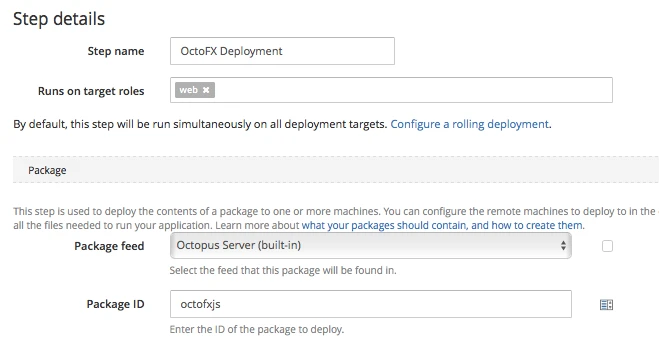 Step details
Step name OctoFX Deployment
Runs on target roles web ×
By default, this step will be run simultaneously on all deployment targets. Configure a rolling deployment.
Package
This step is used to deploy the contents of a package to one or more machines. You can configure the remote machines to deploy to in the
all the files needed to run your application. Learn more about what your packages should contain, and how to create them.
Package feed Octopus Server (built-in)
Select the feed that this package will be found in.
Package ID octofxjs
Enter the ID of the package to deploy.